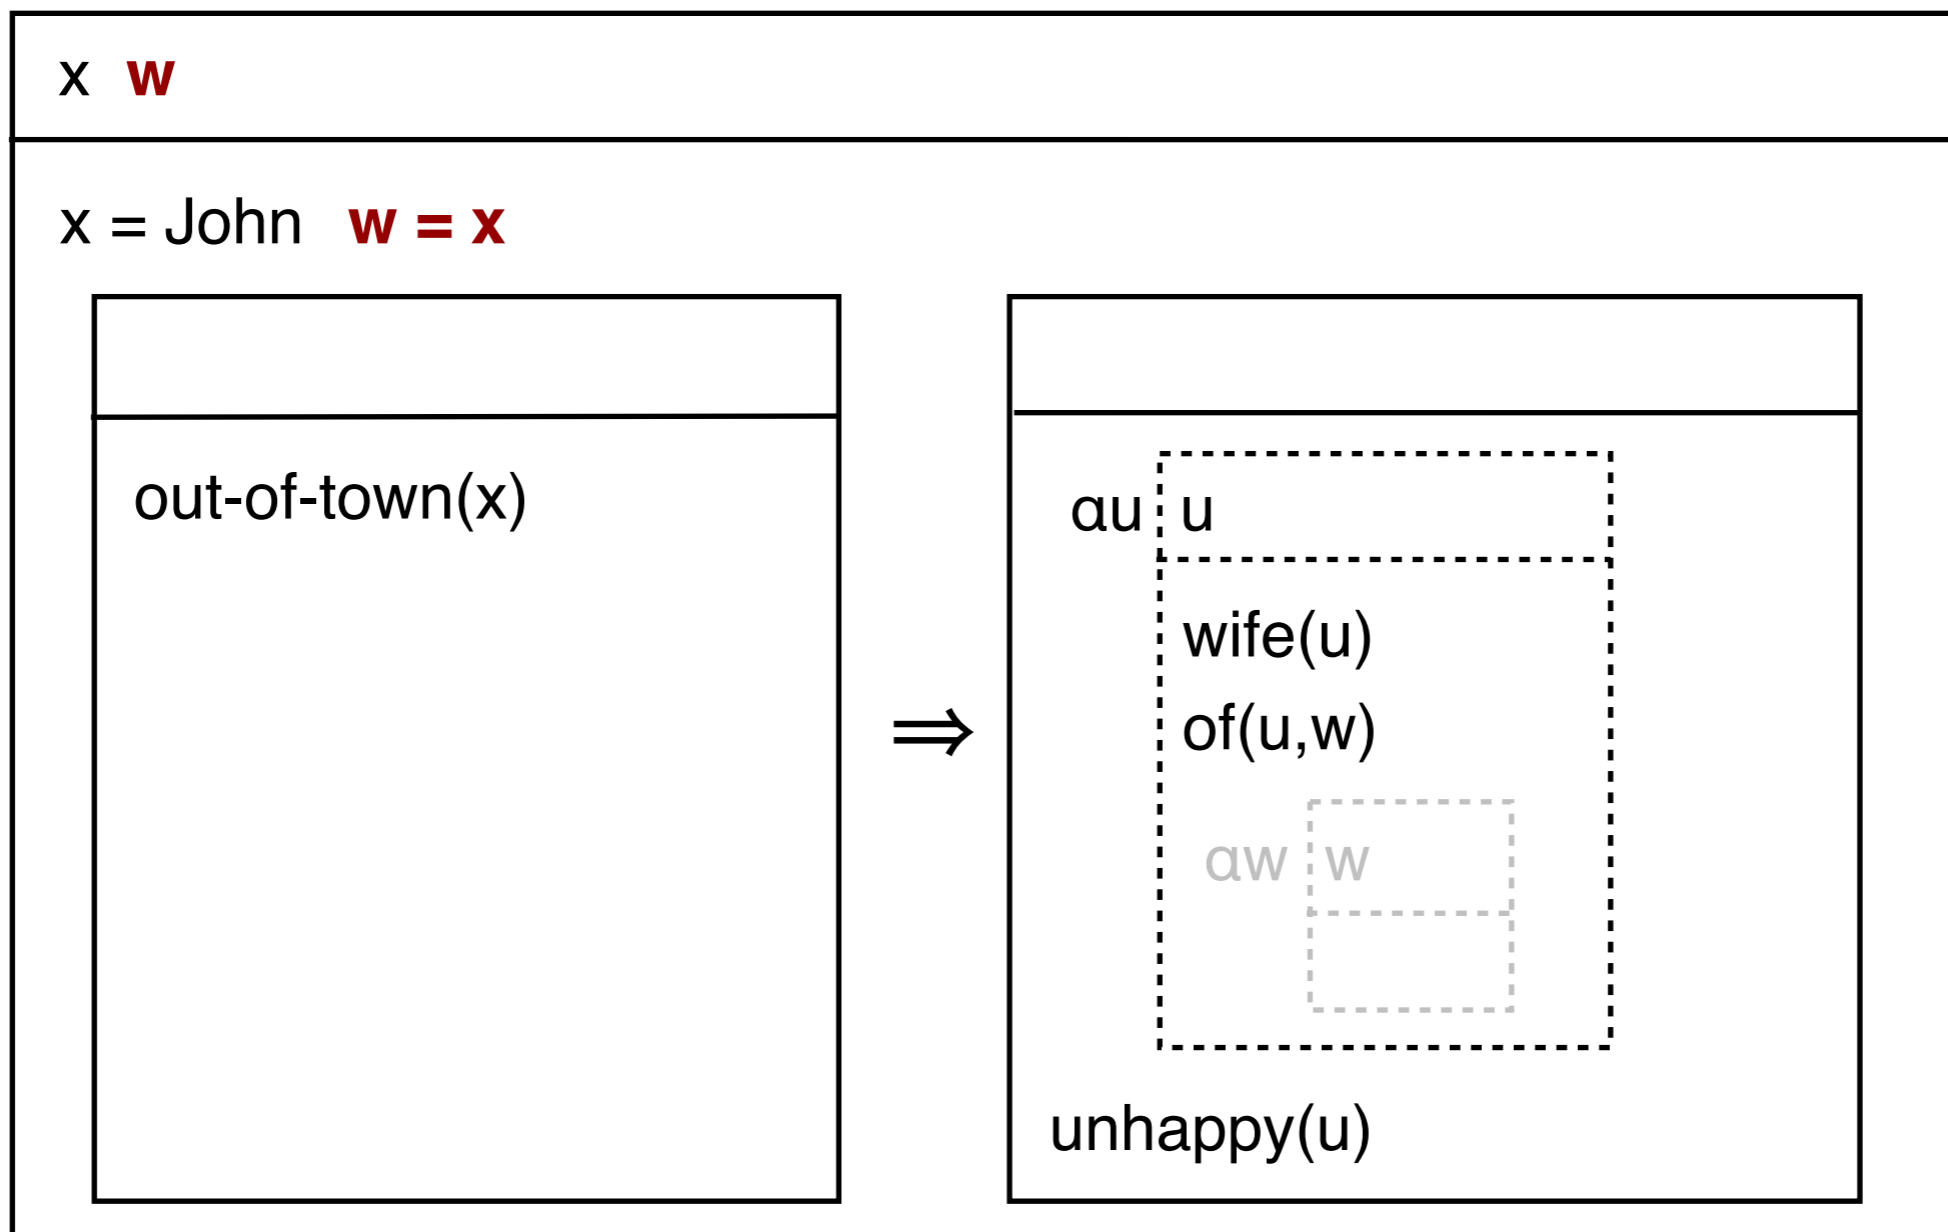 x w
x = John w = x
out-of-town(x)
⇒
αu u
wife(u)
of(u,w)
αw w
unhappy(u)